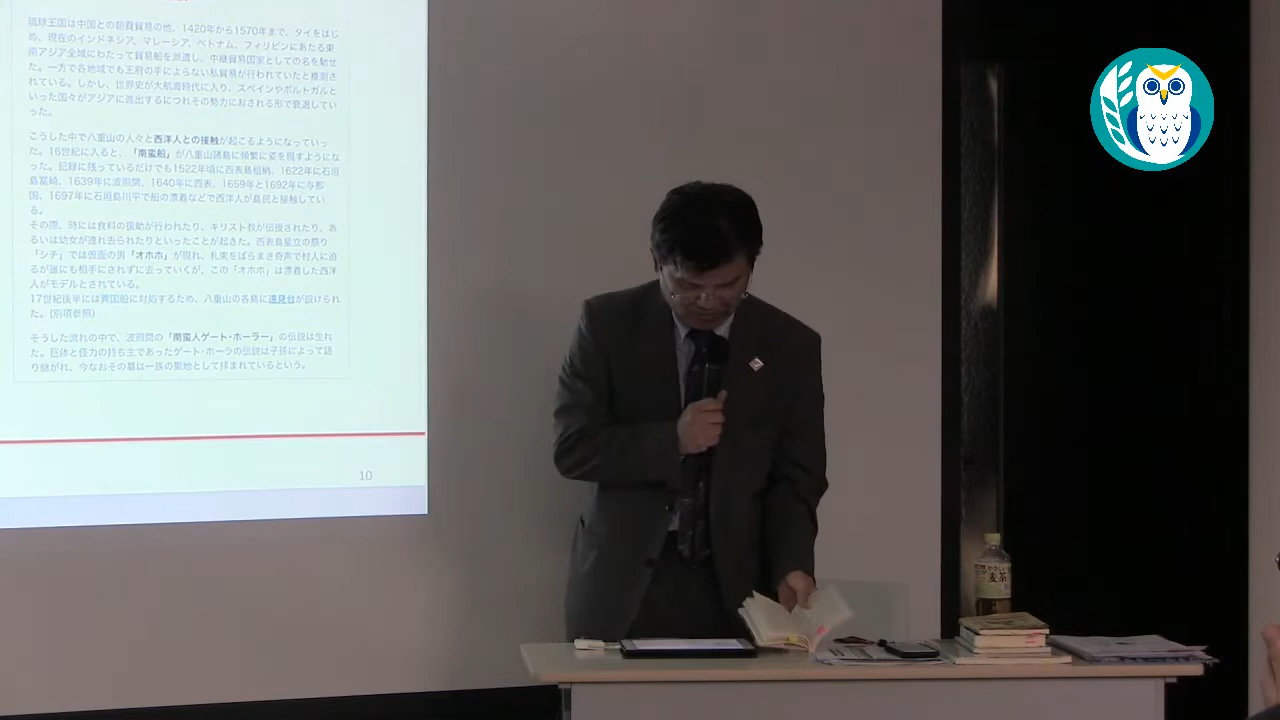 琉球王国は中国との朝貢貿易の他、1420年から1570年まで、タイをはじ
め、現在のインドネシア、マレーシア、ベトナム、フィリピンにあたる東
南アジア全域にわたって貿易船を派遣し、中継貿易国家としての名を馳せ
た。一方で各地域でも王府の手によらない私貿易が行われていたと推測さ
れている。しかし、世界史が大航海時代に入り、スペインやポルトガルと
いった国々がアジアに進出するにつれその勢力におされる形で衰退してい
った。
こうした中で八重山の人々と西洋人との接触が起こるようになっていっ
た。16世紀に入ると、「南蛮船」が八重山諸島に頻繁に姿を現すようにな
った。記録に残っているだけでも1522年頃に西表島祖納、1622年に石垣
島冨崎、1639年に波照間、1640年に西表、1659年と1692年に与那
国、1697年に石垣島川平で船の漂着などで西洋人が島民と接触してい
る。
その際、時には食料の援助が行われたり、キリスト教が伝授されたり、あ
るいは幼女が連れ去られたりといったことが起きた。西表島星立の祭り
「シチ」では仮面の男「オホホ」が現れ、札束をばらまき奇声で村人に迫
るが誰にも相手にされずに去っていくが、この「オホホ」は漂着した西洋
人がモデルとされている。
17世紀後半には異国船に対処するため、八重山の各島に遠見台が設けられ
た。(別項参照)
そうした流れの中で、波照間の「南蛮人ゲート・ホーラー」の伝説は生れ
た。巨体と怪力の持ち主であったゲート・ホーラの伝説は子孫によって語
り継がれ、今なおその墓は一族の聖地として拝まれているという。
10
やさしい
麦茶